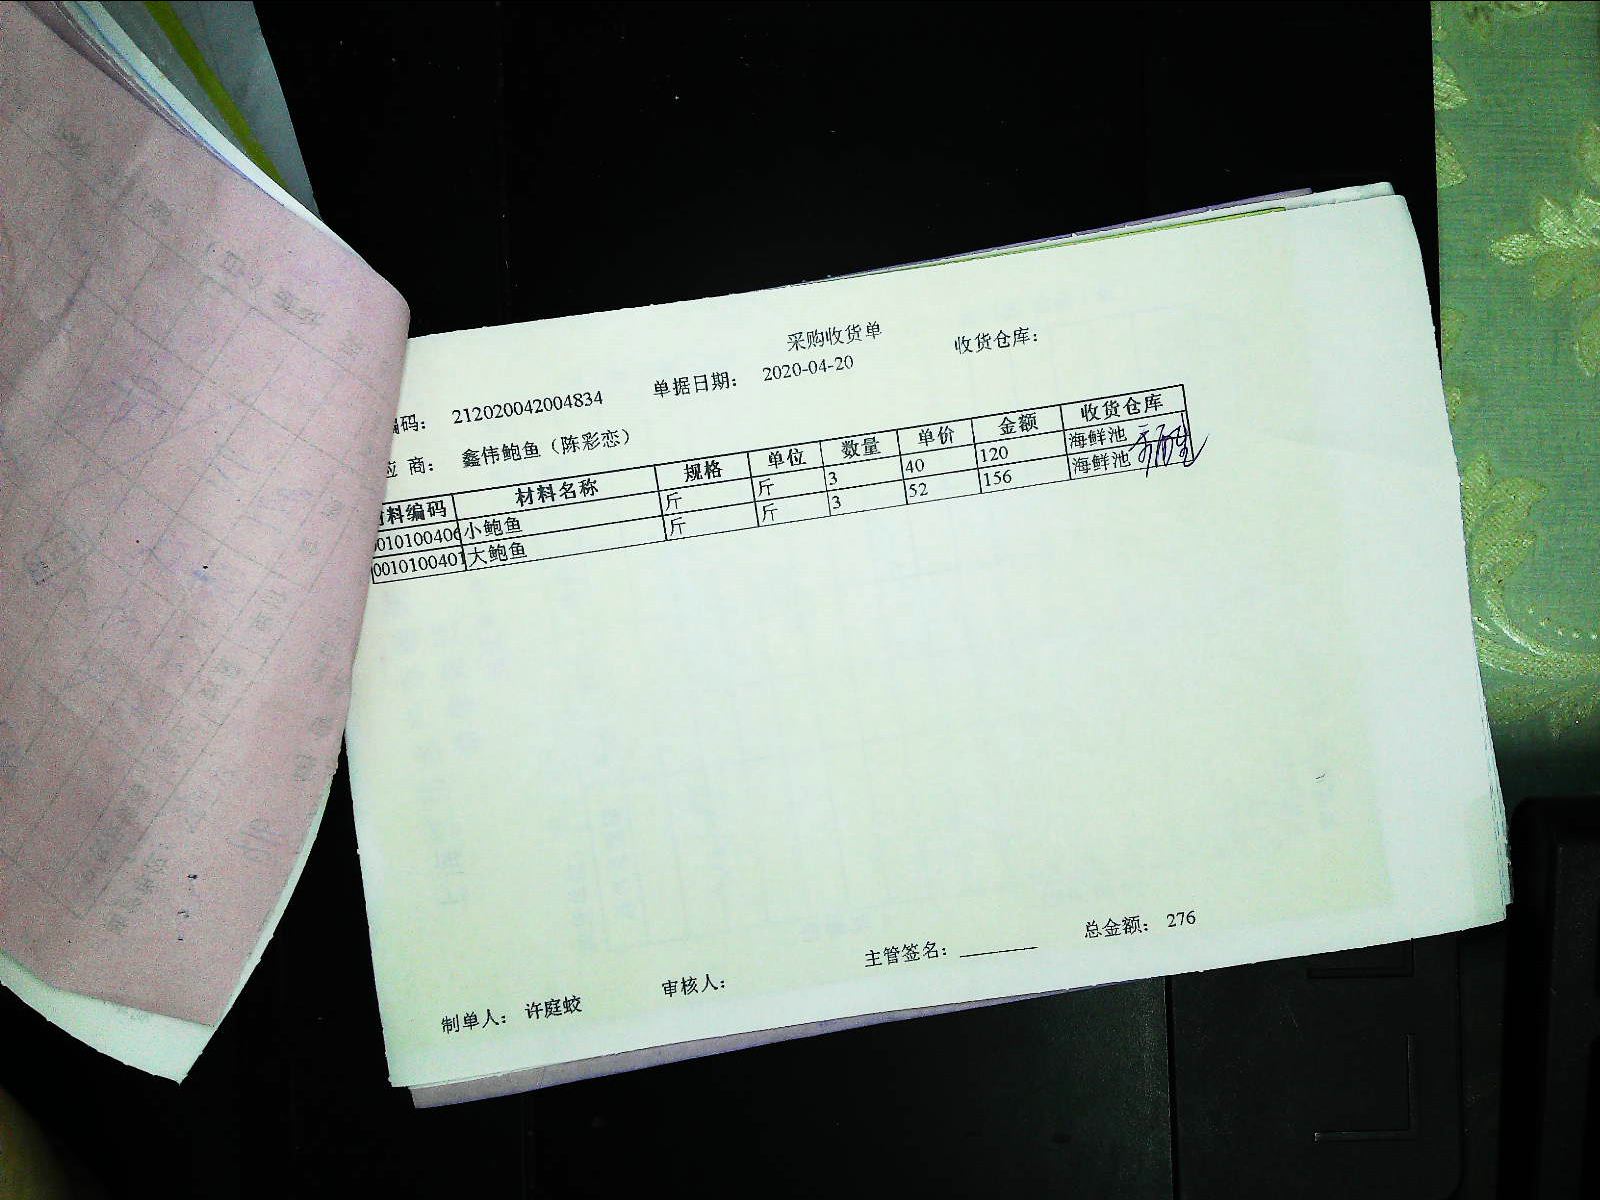 采购收货单
编码： 212020042004834 单据日期： 2020-04-20 收货仓库：
应 商： 鑫伟鲍鱼（陈彩恋）
材料编码 材料名称 规格 单位 数量 单价 金额 收货仓库
0010100406 小鲍鱼 斤 斤 3 40 120 海鲜池
0010100401 大鲍鱼 斤 斤 3 52 156 海鲜池
制单人： 许庭蛟 审核人： 主管签名： 总金额： 276